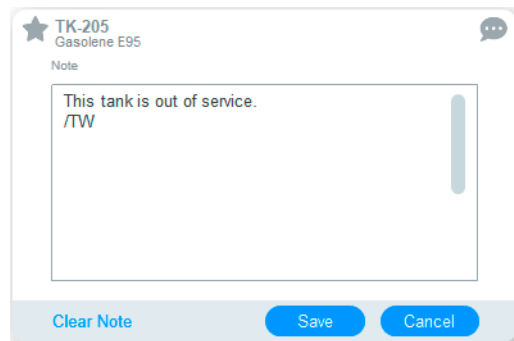 TK-205
Gasolene E95
Note
This tank is out of service.
/TW
Clear Note
Save
Cancel